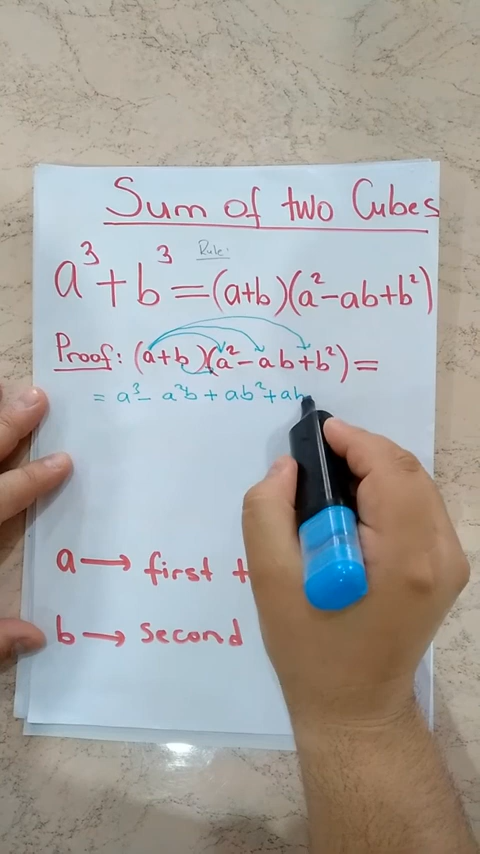 Sum of two Cubes
Rule:
a³+b³=(a+b)(a²-ab+b²)
Proof: (a+b)(a²-ab+b²)=
= a³- a²b + ab² + ab
a → first t
b → second